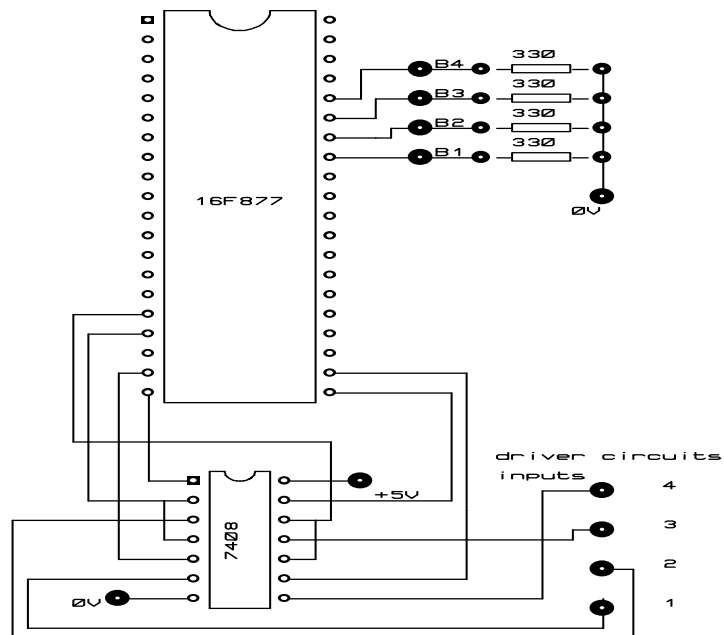 330
B4
330
B3
330
B2
330
B1
16F877
0V
driver circuits
inputs
4
+5V
3
7408
2
0V
1